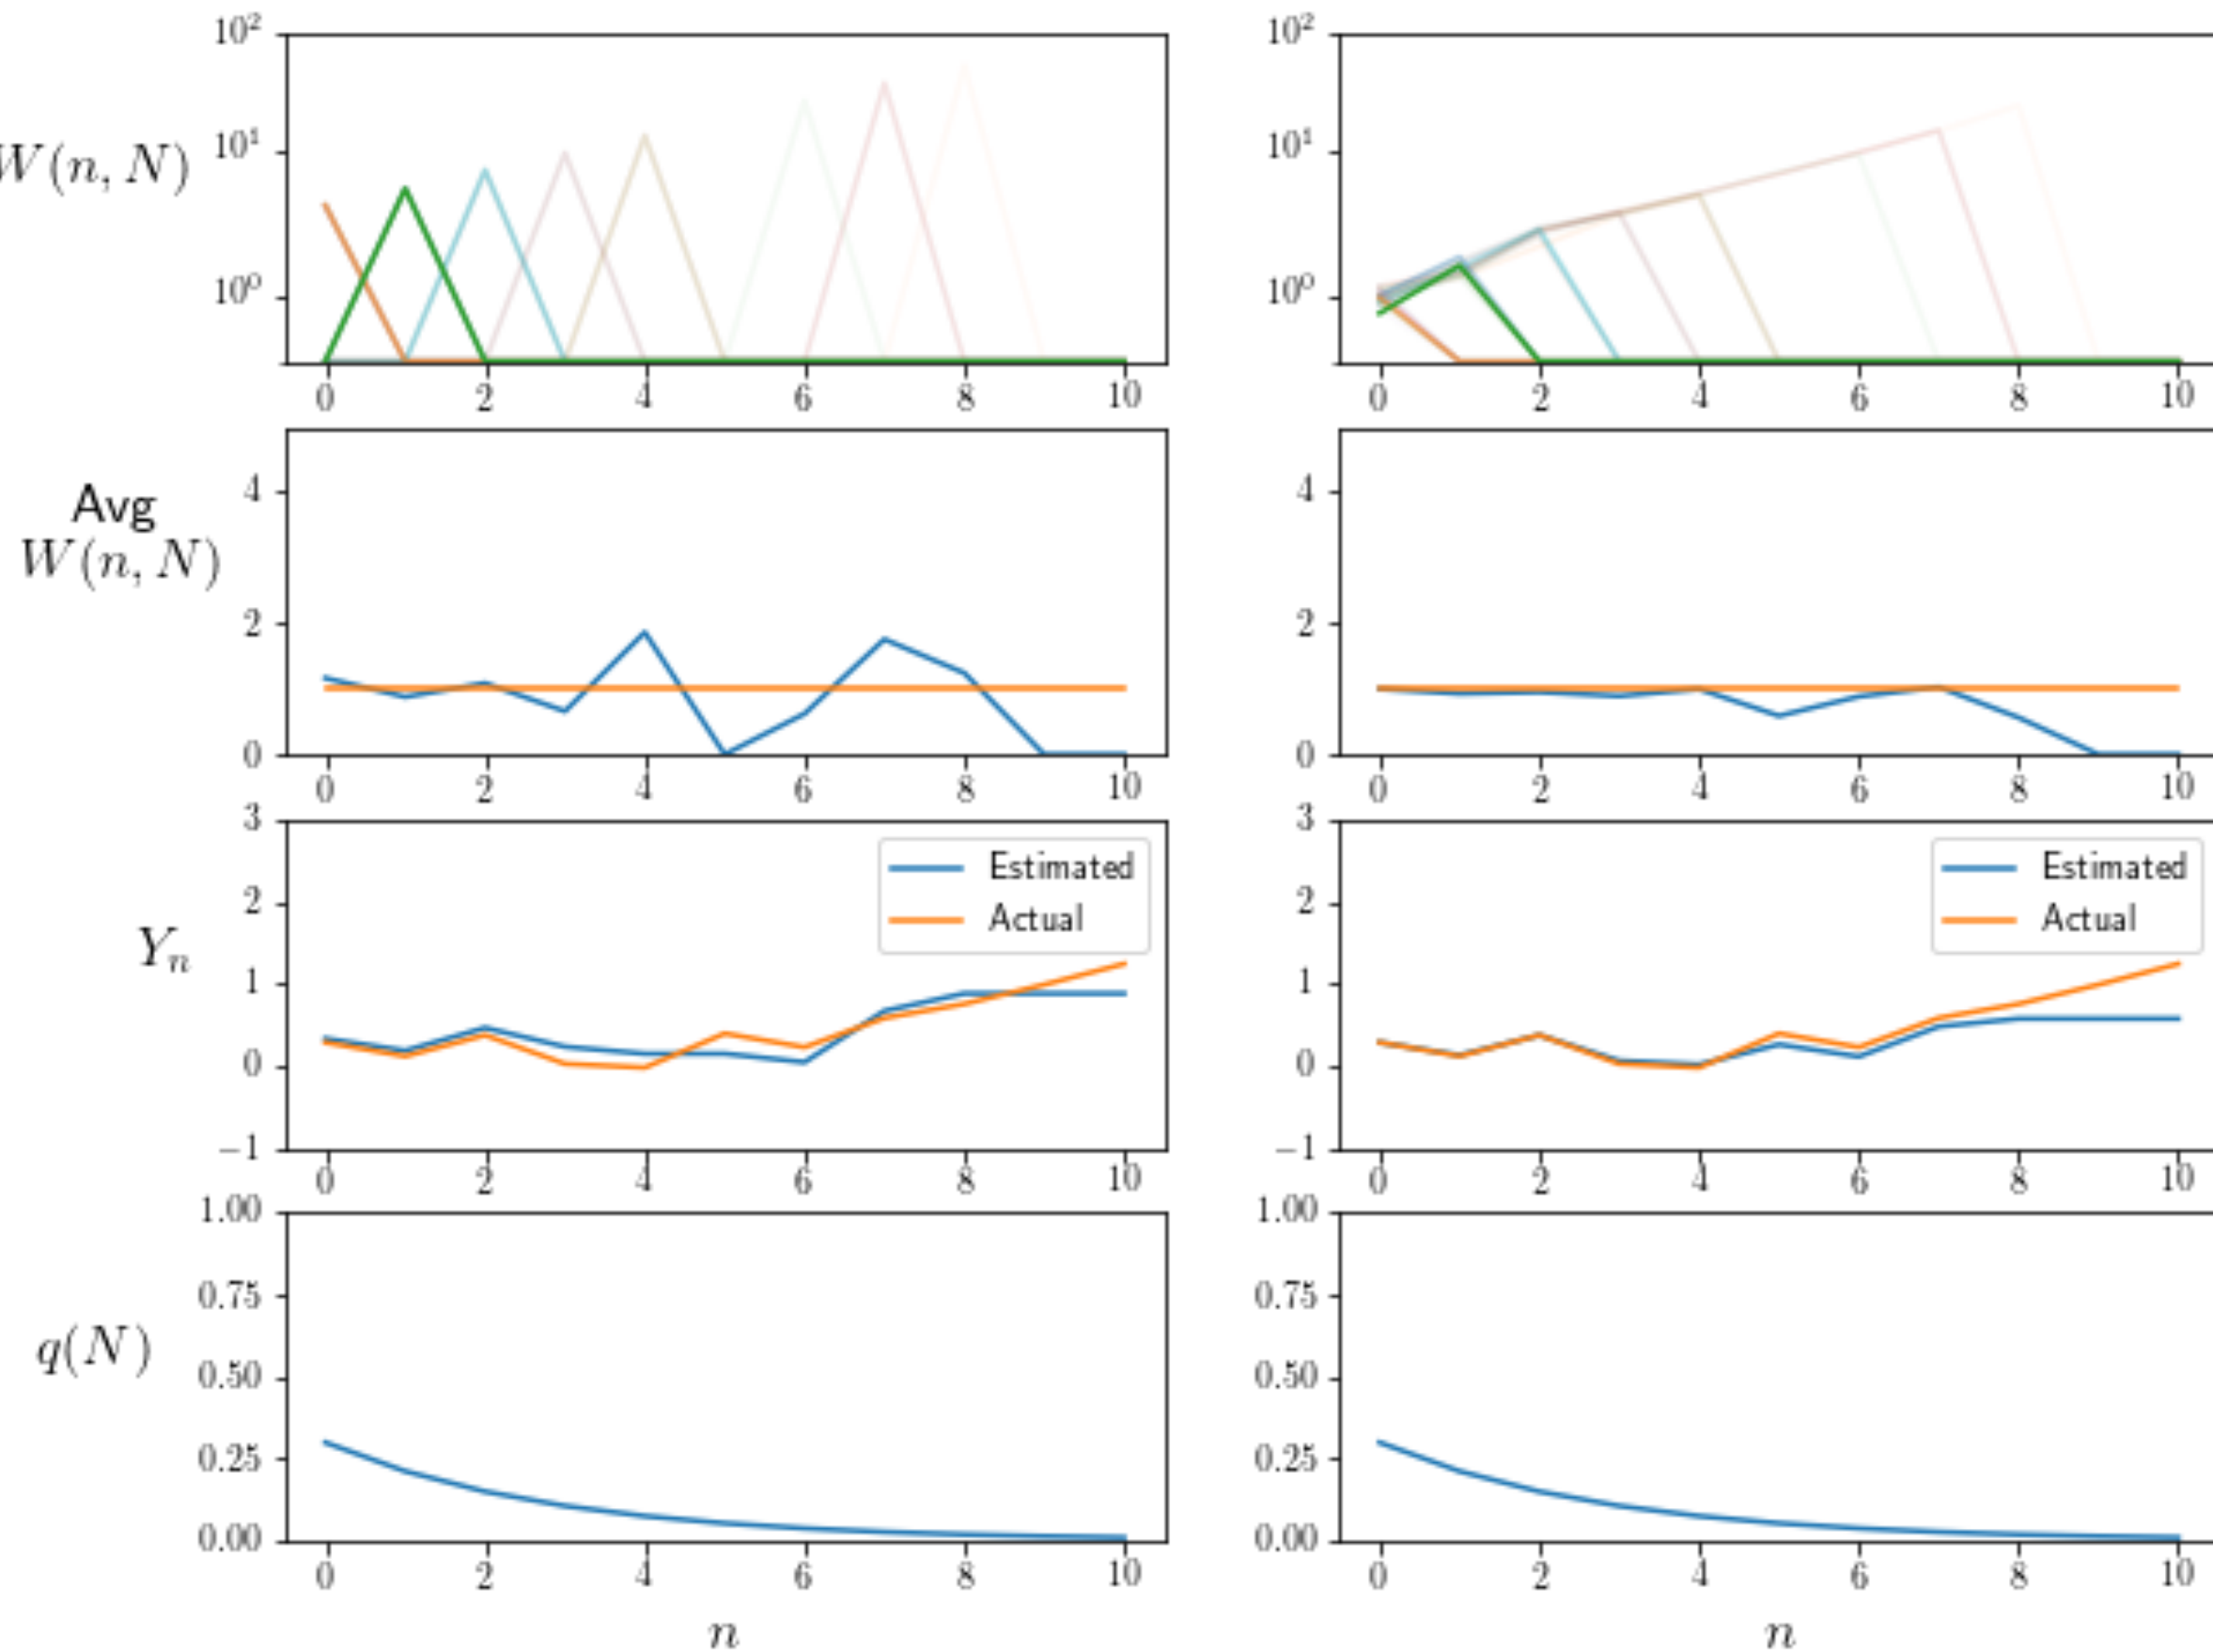 10² 10²
W(n, N) 10¹ 10¹
10⁰ 10⁰
0 2 4 6 8 10 0 2 4 6 8 10
Avg
W(n, N)
4 4
2 2
0 0
0 2 4 6 8 10 0 2 4 6 8 10
3 3
Estimated Estimated
2 2
Actual Actual
Yₙ
1 1
0 0
−1 −1
0 2 4 6 8 10 0 2 4 6 8 10
1.00 1.00
0.75 0.75
q(N)
0.50 0.50
0.25 0.25
0.00 0.00
0 2 4 6 8 10 0 2 4 6 8 10
n n